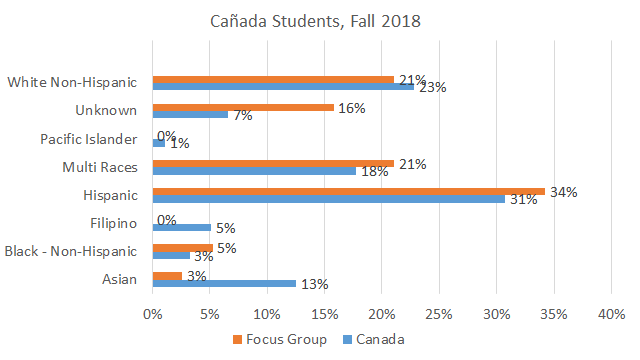 Cañada Students, Fall 2018
White Non-Hispanic 21% 23%
Unknown 16% 7%
Pacific Islander 0% 1%
Multi Races 21% 18%
Hispanic 34% 31%
Filipino 0% 5%
Black - Non-Hispanic 5% 3%
Asian 3% 13%
0% 5% 10% 15% 20% 25% 30% 35% 40%
Focus Group Canada